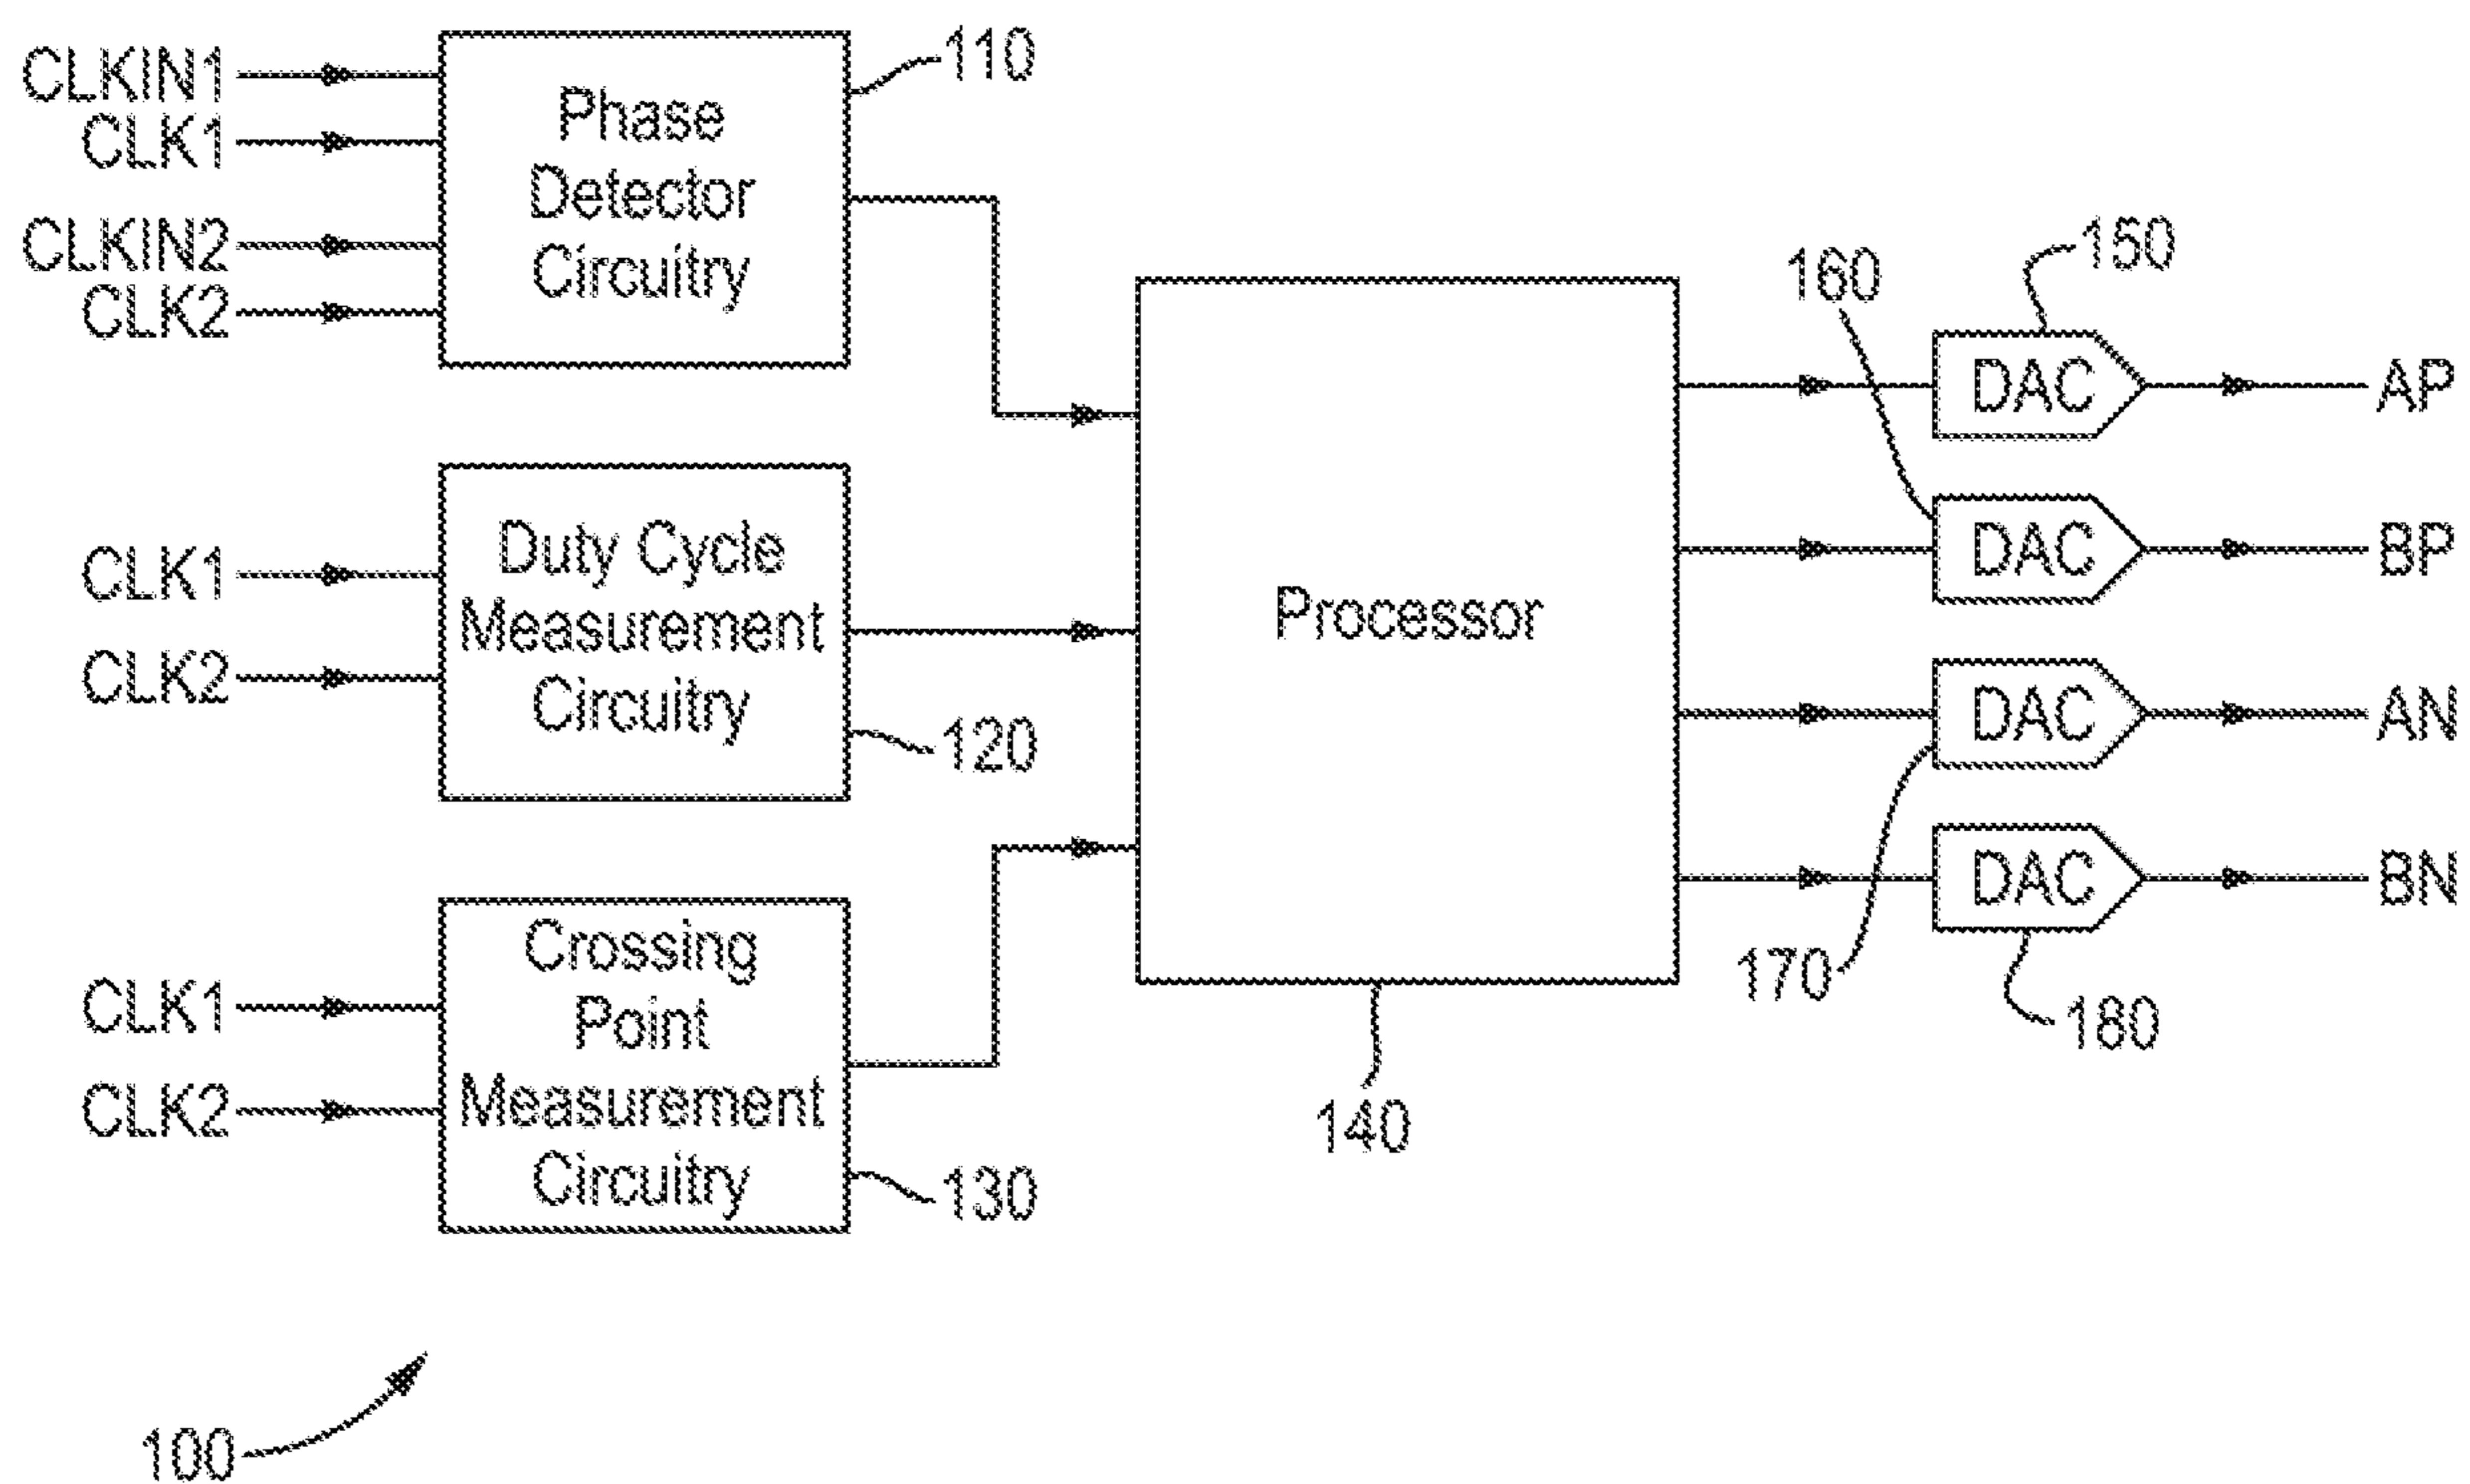 CLKIN1
CLK1
CLKIN2
CLK2
Phase
Detector
Circuitry
110
CLK1
CLK2
Duty Cycle
Measurement
Circuitry
120
CLK1
CLK2
Crossing
Point
Measurement
Circuitry
130
Processor
140
150
DAC
AP
160
DAC
BP
DAC
AN
170
DAC
BN
180
100